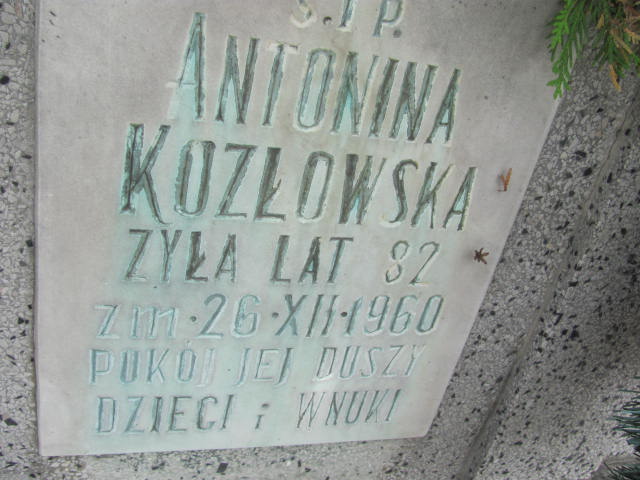 Ś.✝P.
ANTONINA
KOZŁOWSKA
ŻYŁA LAT 82
zm·26·XII·1960
POKÓJ JEJ DUSZY
DZIECI i WNUKI